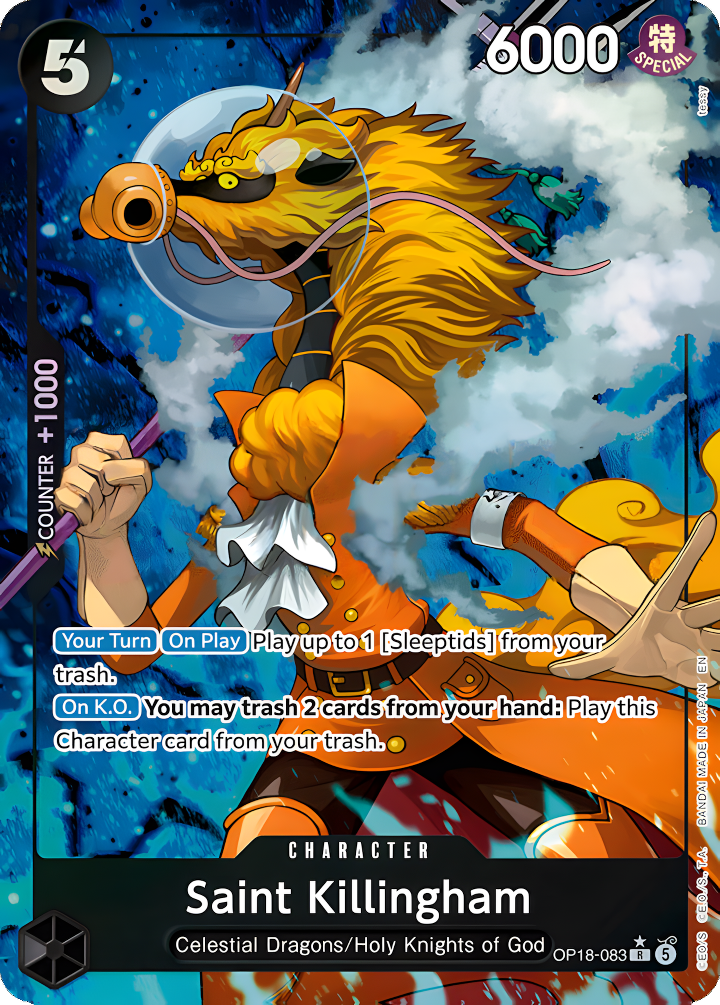 5
6000
特
SPECIAL
tessy
COUNTER +1000
Your Turn On Play Play up to 1 [Sleeptids] from your
trash.
On K.O. You may trash 2 cards from your hand: Play this
Character card from your trash.
CHARACTER
Saint Killingham
Celestial Dragons/Holy Knights of God
OP18-083 R 5
©E.O/S ©E.O./S., T.A. BANDAI MADE IN JAPAN EN